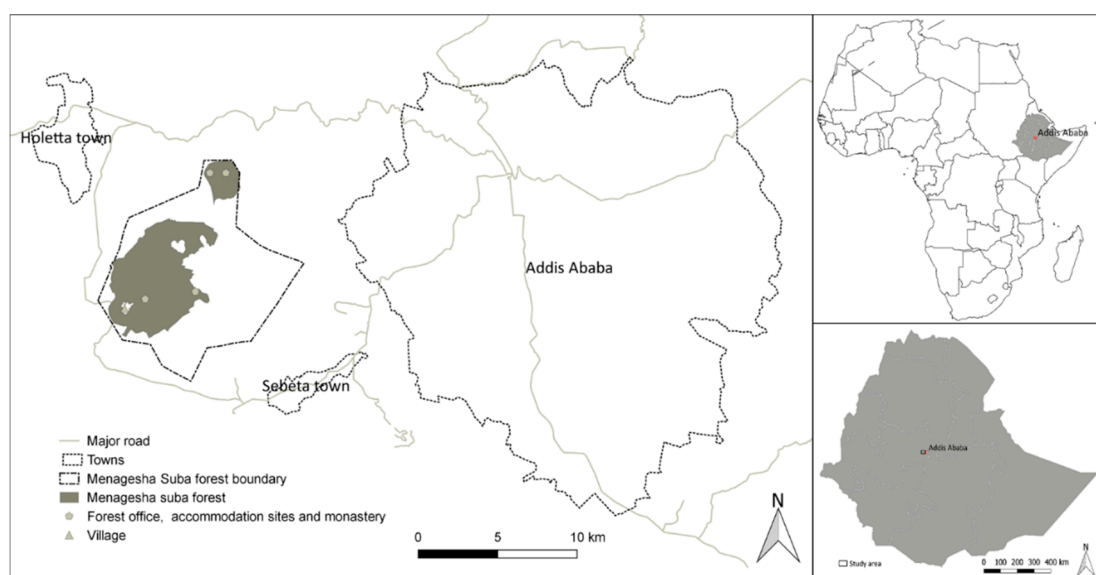 Holetta town
Addis Ababa
Sebeta town
Major road
Towns
Menagesha Suba forest boundary
Menagesha suba forest
Forest office, accommodation sites and monastery
Village
0 5 10 km
N
Addis Ababa
Addis Ababa
Study area
0 100 200 300 400 km
N